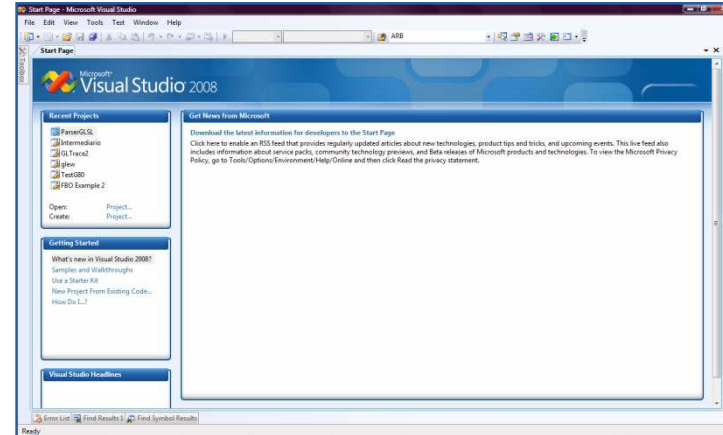 Start Page - Microsoft Visual Studio
File Edit View Tools Test Window Help
ARB
Toolbox
Start Page
Microsoft
Visual Studio 2008
Recent Projects
ParserGLSL
Intermediario
GLTrace2
glew
TestG80
FBO Example 2
Open: Project...
Create: Project...
Getting Started
What's new in Visual Studio 2008?
Samples and Walkthroughs
Use a Starter Kit
New Project From Existing Code...
How Do I...?
Visual Studio Headlines
Get News from Microsoft
Download the latest information for developers to the Start Page
Click here to enable an RSS feed that provides regularly updated articles about new technologies, product tips and tricks, and upcoming events. This live feed also
includes information about service packs, community technology previews, and Beta releases of Microsoft products and technologies. To view the Microsoft Privacy
Policy, go to Tools/Options/Environment/Help/Online and then click Read the privacy statement.
Error List Find Results 1 Find Symbol Results
Ready